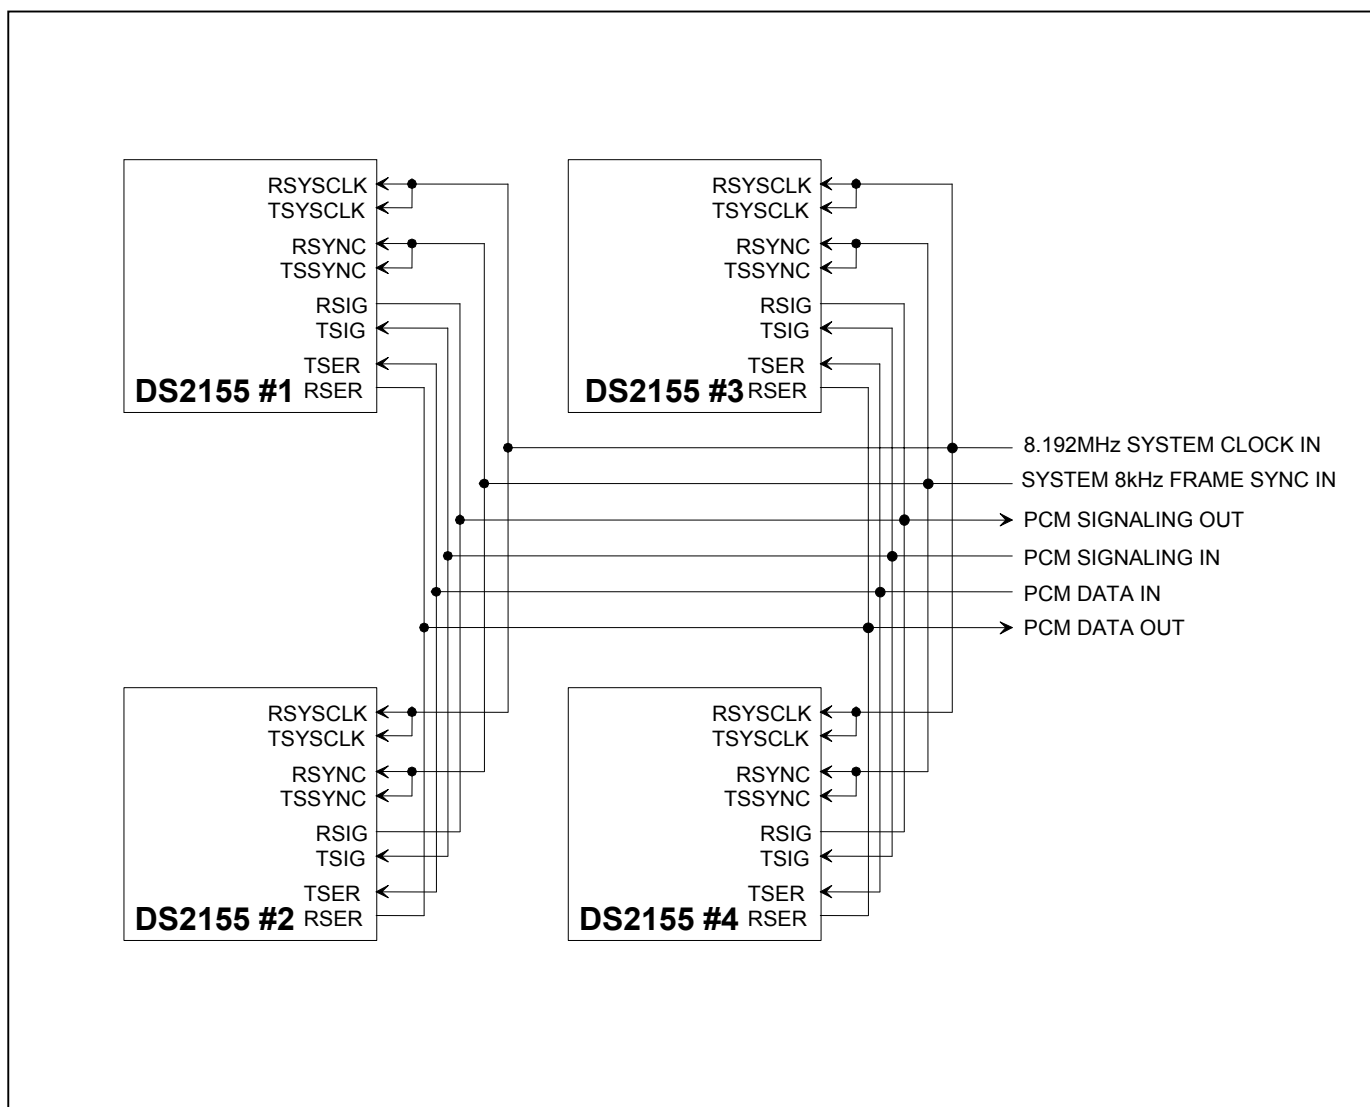 RSYSCLK
TSYSCLK
RSYNC
TSSYNC
RSIG
TSIG
TSER
DS2155 #1 RSER
RSYSCLK
TSYSCLK
RSYNC
TSSYNC
RSIG
TSIG
TSER
DS2155 #3 RSER
8.192MHz SYSTEM CLOCK IN
SYSTEM 8kHz FRAME SYNC IN
PCM SIGNALING OUT
PCM SIGNALING IN
PCM DATA IN
PCM DATA OUT
RSYSCLK
TSYSCLK
RSYNC
TSSYNC
RSIG
TSIG
TSER
DS2155 #2 RSER
RSYSCLK
TSYSCLK
RSYNC
TSSYNC
RSIG
TSIG
TSER
DS2155 #4 RSER